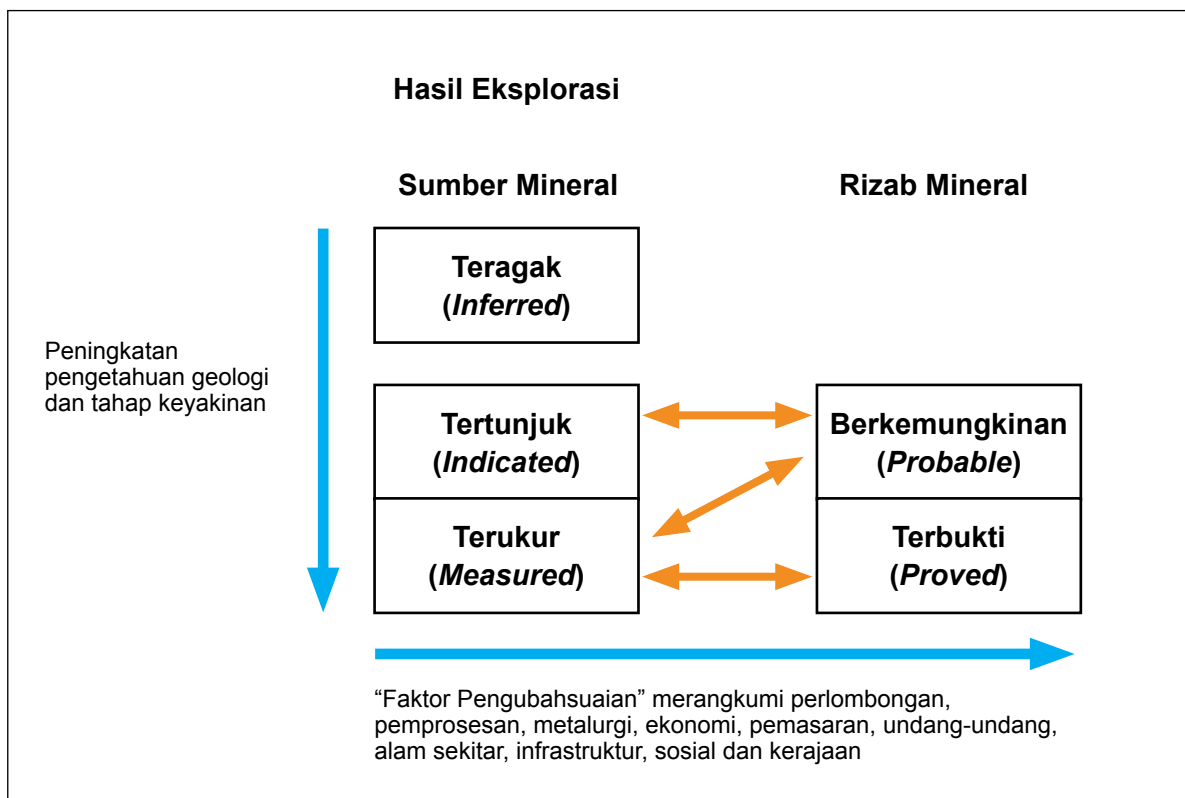 Hasil Eksplorasi
Sumber Mineral
Rizab Mineral
Teragak
(Inferred)
Peningkatan
pengetahuan geologi
dan tahap keyakinan
Tertunjuk
(Indicated)
Berkemungkinan
(Probable)
Terukur
(Measured)
Terbukti
(Proved)
“Faktor Pengubahsuaian” merangkumi perlombongan,
pemprosesan, metalurgi, ekonomi, pemasaran, undang-undang,
alam sekitar, infrastruktur, sosial dan kerajaan